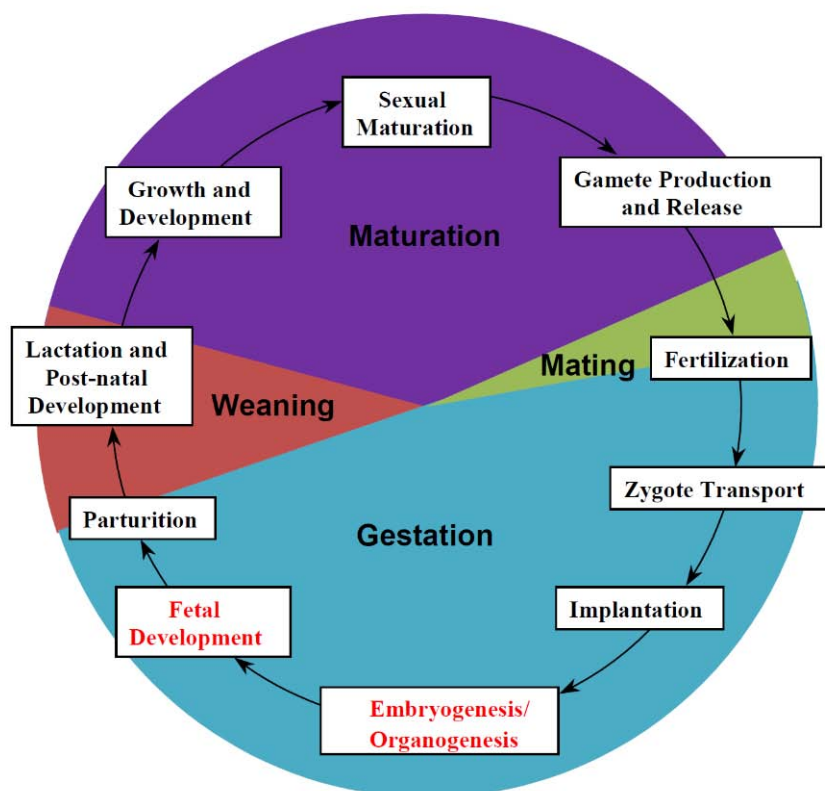 Sexual
Maturation
Gamete Production
and Release
Growth and
Development
Maturation
Lactation and
Post-natal
Development
Weaning
Mating
Fertilization
Zygote Transport
Parturition
Gestation
Implantation
Fetal
Development
Embryogenesis/
Organogenesis